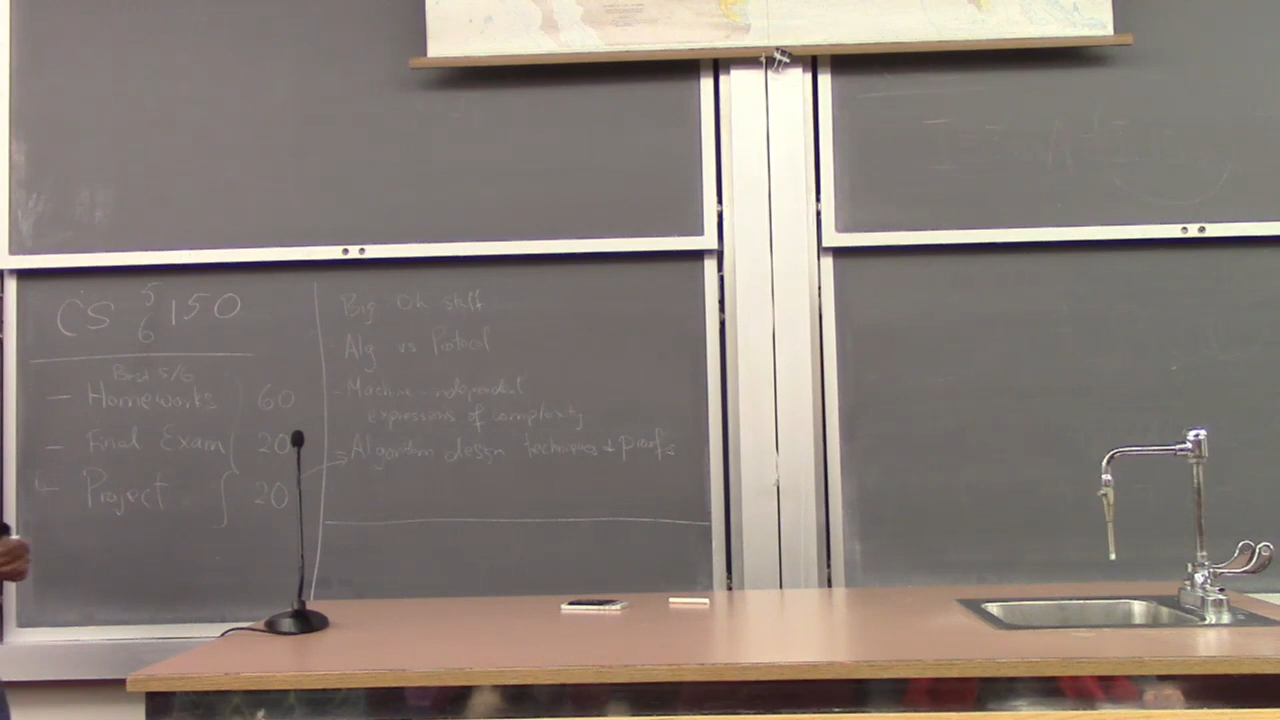 CS 5 150
6
Best 5/6
- Homeworks 60
- Final Exam 20
- Project 20
Big Oh stuff
- Alg vs Protocol
- Machine-independent
expressions of complexity
- Algorithm design techniques + proofs